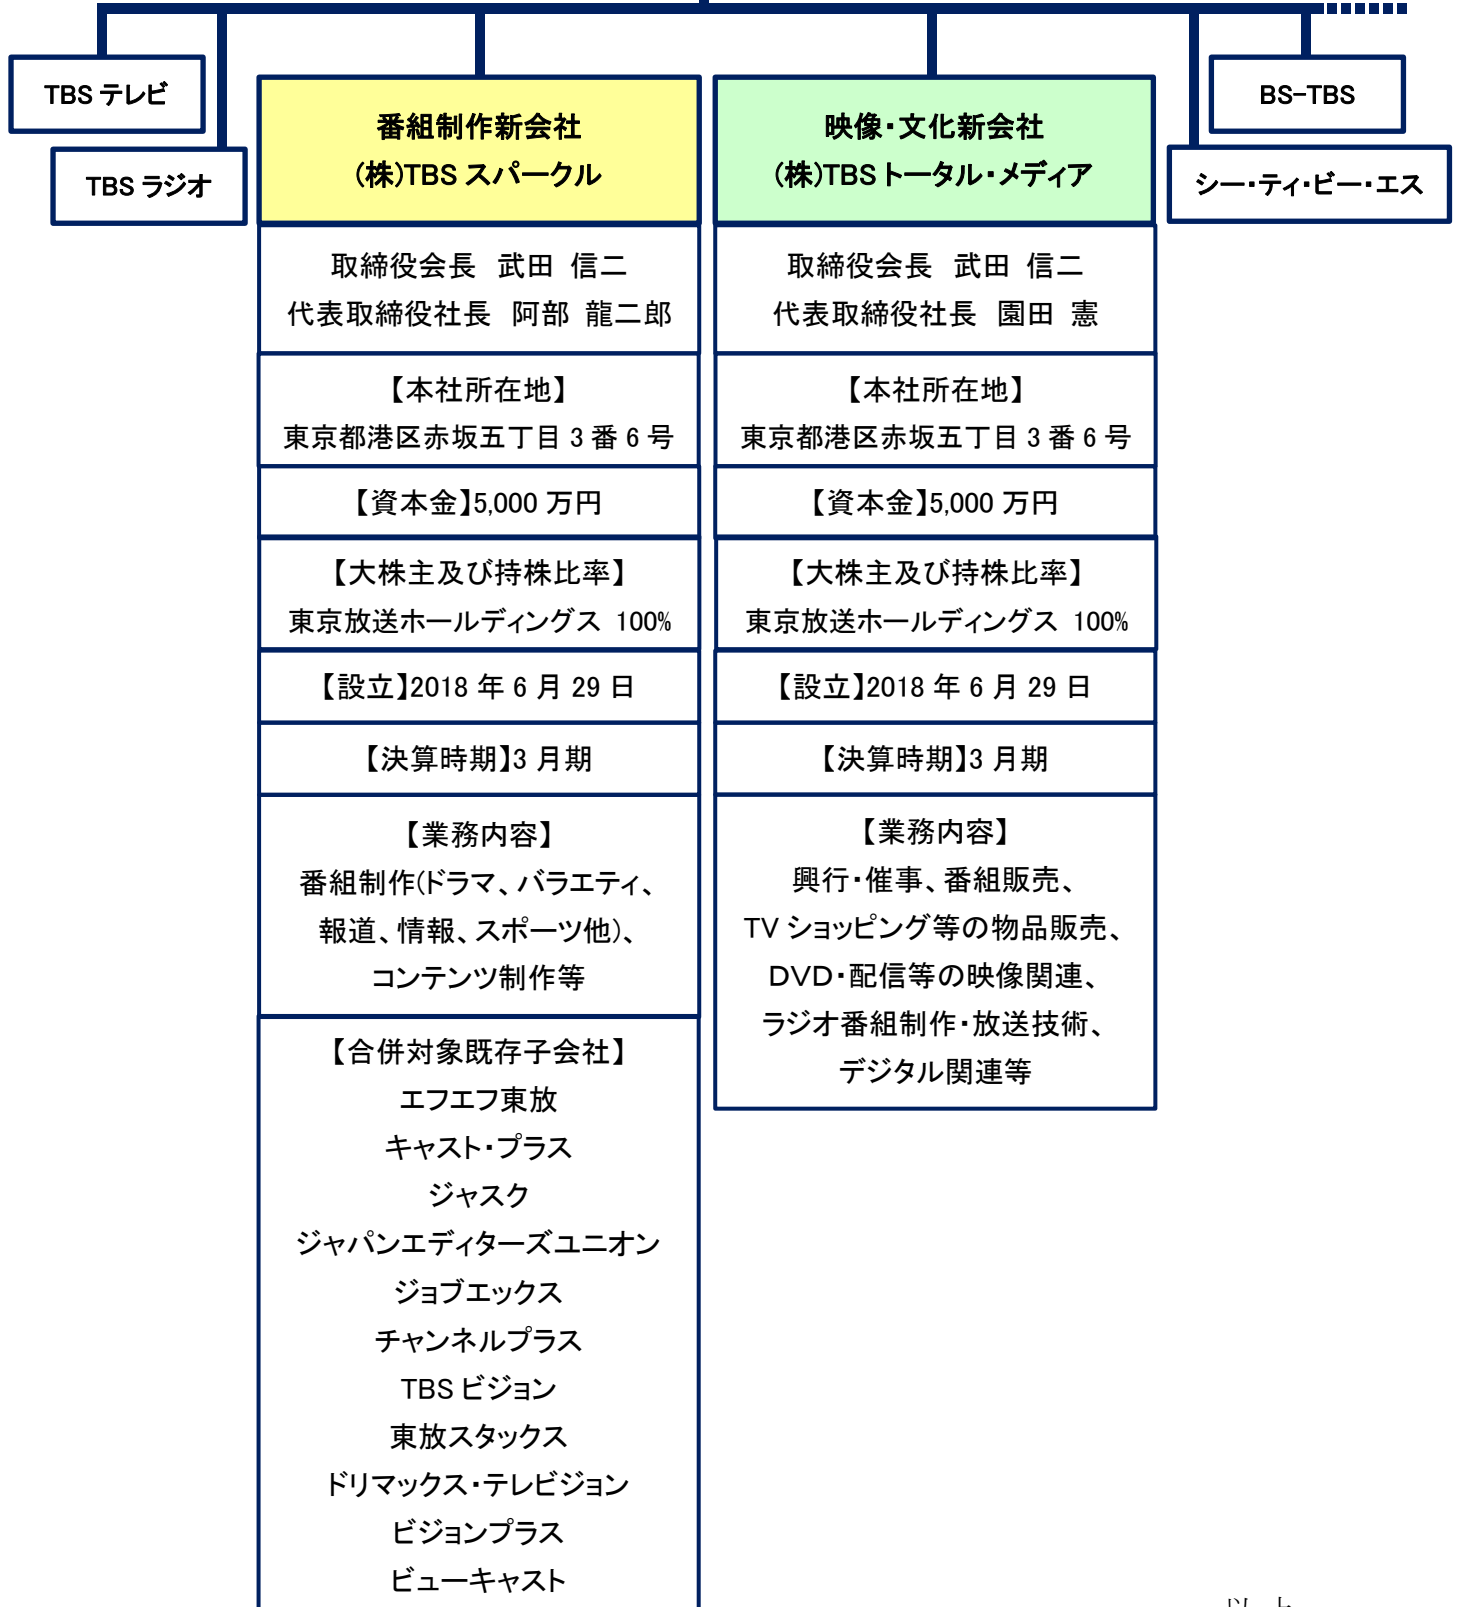 TBS テレビ
TBS ラジオ
番組制作新会社
(株)TBS スパークル
取締役会長 武田 信二
代表取締役社長 阿部 龍二郎
【本社所在地】
東京都港区赤坂五丁目 3 番 6 号
【資本金】5,000 万円
【大株主及び持株比率】
東京放送ホールディングス 100%
【設立】2018 年 6 月 29 日
【決算時期】3 月期
【業務内容】
番組制作(ドラマ、バラエティ、
報道、情報、スポーツ他)、
コンテンツ制作等
【合併対象既存子会社】
エフエフ東放
キャスト・プラス
ジャスク
ジャパンエディターズユニオン
ジョブエックス
チャンネルプラス
TBS ビジョン
東放スタックス
ドリマックス・テレビジョン
ビジョンプラス
ビューキャスト
映像・文化新会社
(株)TBS トータル・メディア
取締役会長 武田 信二
代表取締役社長 園田 憲
【本社所在地】
東京都港区赤坂五丁目 3 番 6 号
【資本金】5,000 万円
【大株主及び持株比率】
東京放送ホールディングス 100%
【設立】2018 年 6 月 29 日
【決算時期】3 月期
【業務内容】
興行・催事、番組販売、
TV ショッピング等の物品販売、
DVD・配信等の映像関連、
ラジオ番組制作・放送技術、
デジタル関連等
BS-TBS
シー・ティ・ビー・エス
以 上